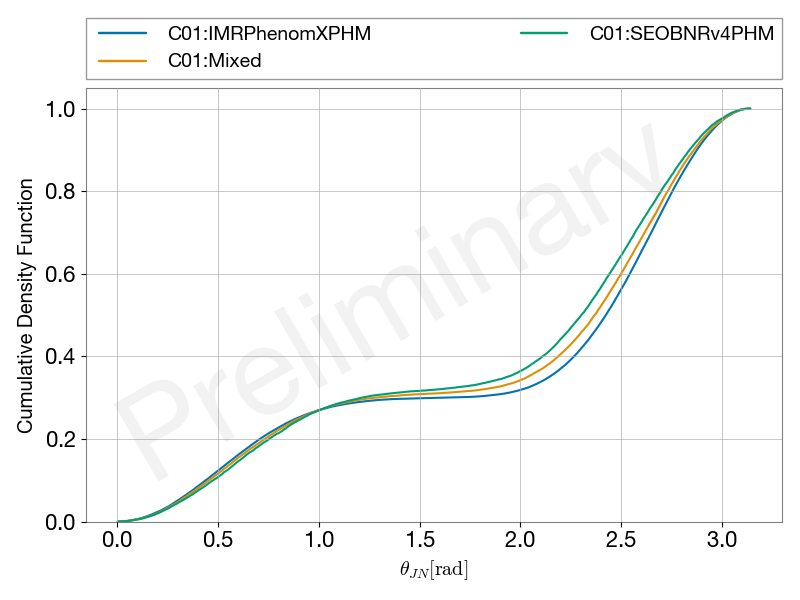 C01:IMRPhenomXPHM
C01:Mixed
C01:SEOBNRv4PHM
Preliminary
Cumulative Density Function
1.0
0.8
0.6
0.4
0.2
0.0
0.0 0.5 1.0 1.5 2.0 2.5 3.0
θ_JN[rad]